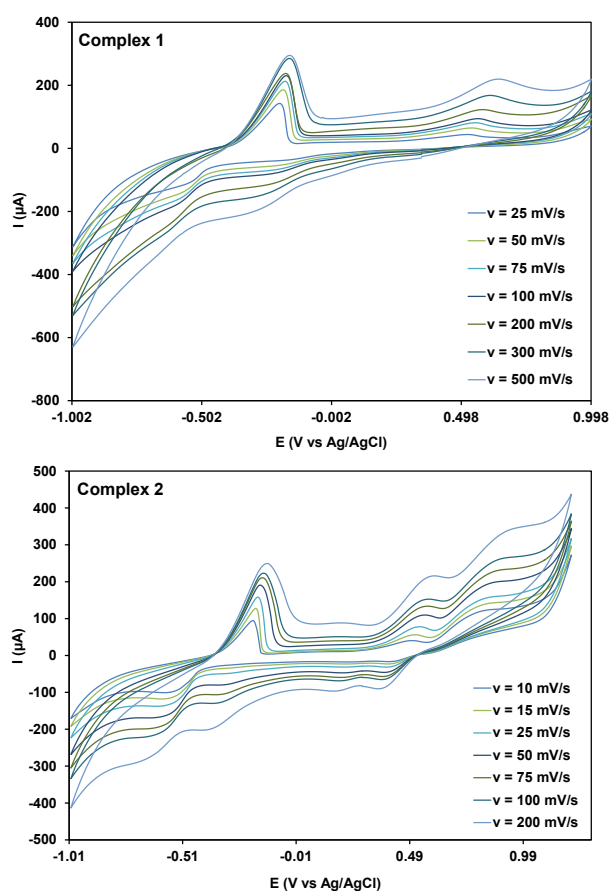 Complex 1
400
200
0
-200
-400
-600
-800
I (µA)
v = 25 mV/s
v = 50 mV/s
v = 75 mV/s
v = 100 mV/s
v = 200 mV/s
v = 300 mV/s
v = 500 mV/s
-1.002 -0.502 -0.002 0.498 0.998
E (V vs Ag/AgCl)
Complex 2
500
400
300
200
100
0
-100
-200
-300
-400
-500
I (µA)
v = 10 mV/s
v = 15 mV/s
v = 25 mV/s
v = 50 mV/s
v = 75 mV/s
v = 100 mV/s
v = 200 mV/s
-1.01 -0.51 -0.01 0.49 0.99
E (V vs Ag/AgCl)